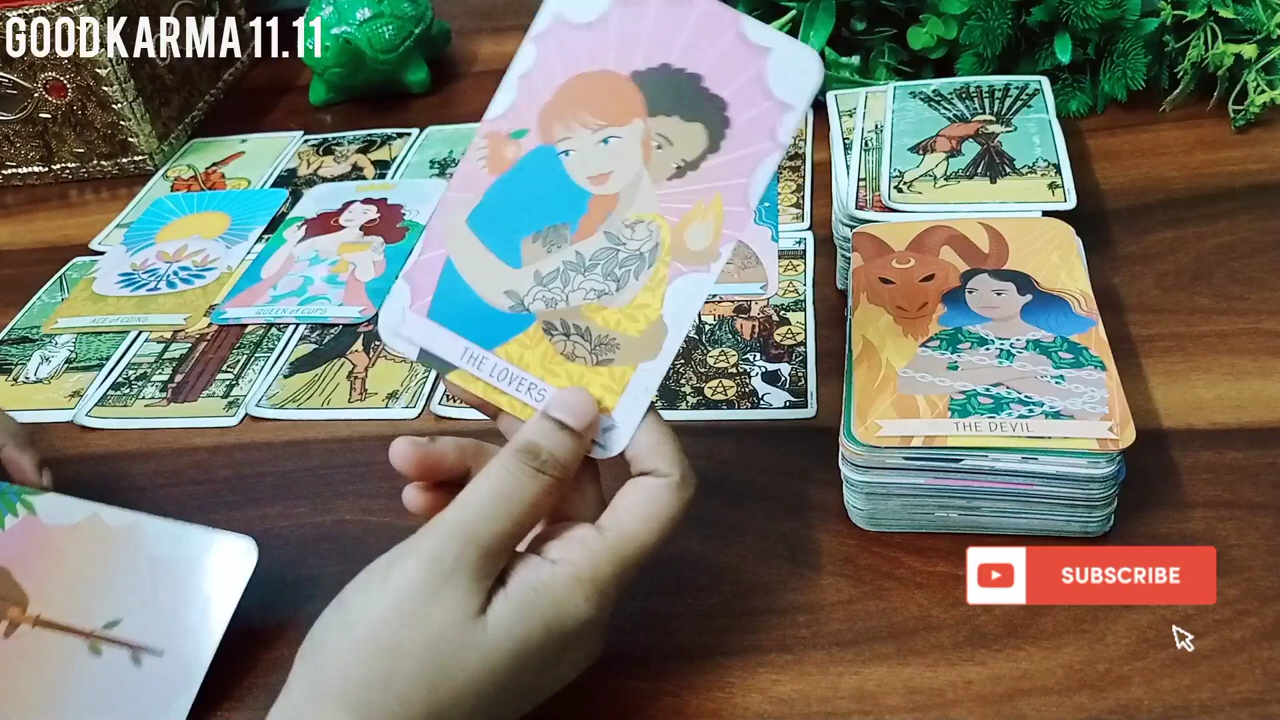 GOODKARMA 11.11
ACE OF COINS
QUEEN OF CUPS
THE LOVERS
THE DEVIL
SUBSCRIBE